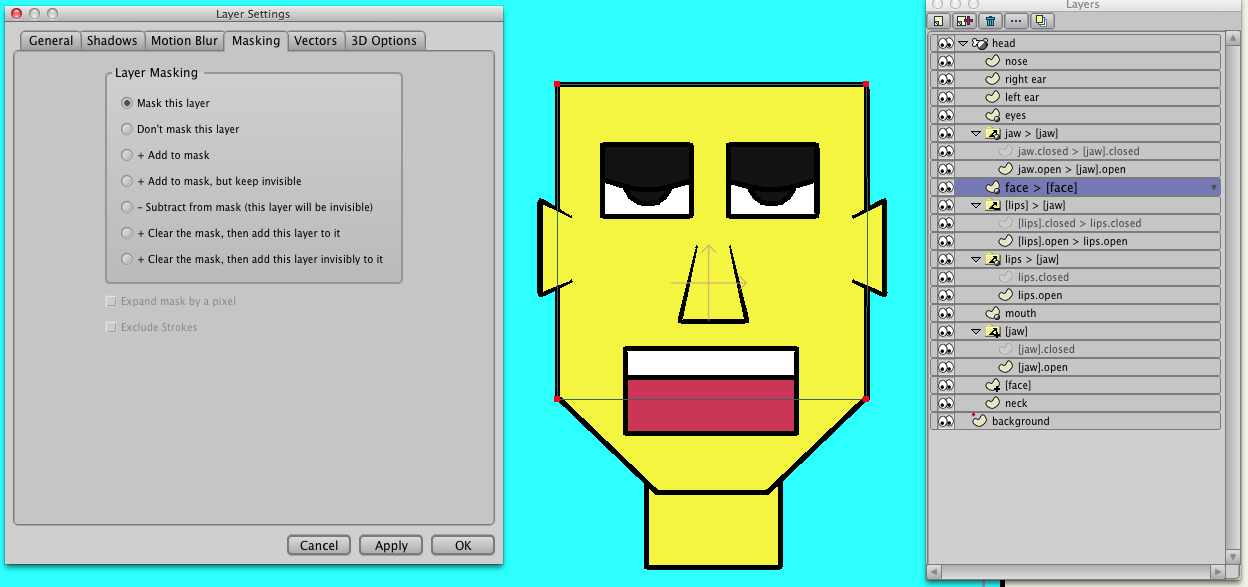 Layer Settings
General Shadows Motion Blur Masking Vectors 3D Options
Layer Masking
Mask this layer
Don't mask this layer
+ Add to mask
+ Add to mask, but keep invisible
− Subtract from mask (this layer will be invisible)
+ Clear the mask, then add this layer to it
+ Clear the mask, then add this layer invisibly to it
Expand mask by a pixel
Exclude Strokes
Cancel Apply OK
Layers
head
nose
right ear
left ear
eyes
jaw > [jaw]
jaw.closed > [jaw].closed
jaw.open > [jaw].open
face > [face]
[lips] > [jaw]
[lips].closed > lips.closed
[lips].open > lips.open
lips > [jaw]
lips.closed
lips.open
mouth
[jaw]
[jaw].closed
[jaw].open
[face]
neck
background